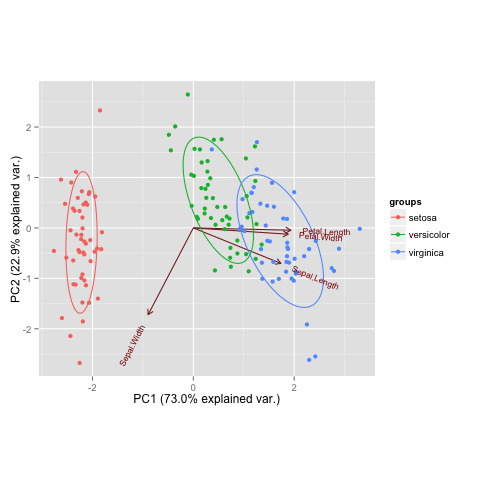 2
1
0
-1
-2
PC2 (22.9% explained var.)
Petal.Length
Petal.Width
Sepal.Length
Sepal.Width
-2
0
2
PC1 (73.0% explained var.)
groups
setosa
versicolor
virginica